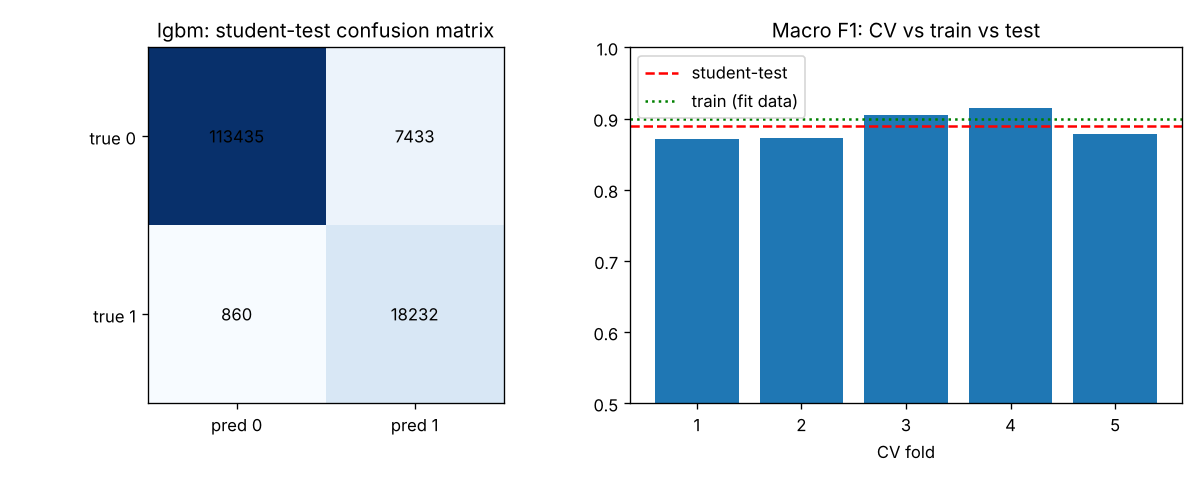 lgbm: student-test confusion matrix
true 0
113435
7433
true 1
860
18232
pred 0
pred 1
Macro F1: CV vs train vs test
student-test
train (fit data)
1.0
0.9
0.8
0.7
0.6
0.5
1
2
3
4
5
CV fold